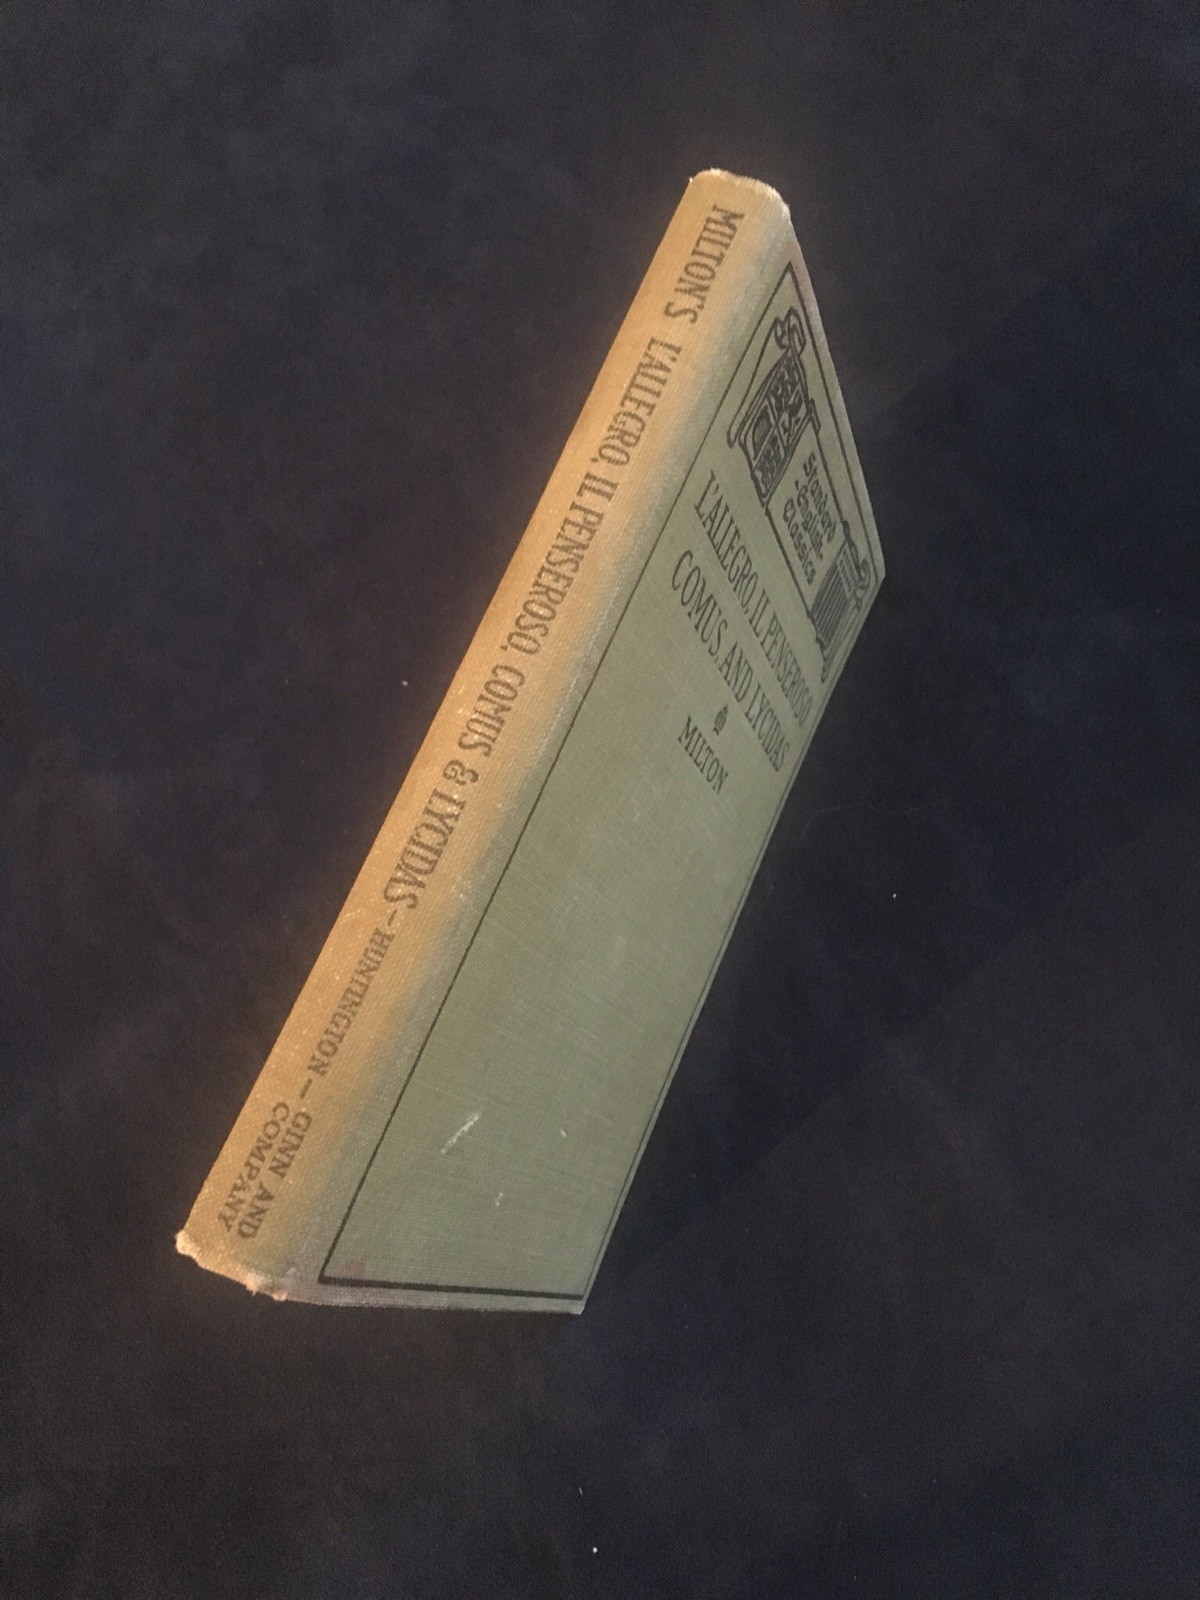 MILTON'S L'ALLEGRO, IL PENSEROSO, COMUS & LYCIDAS – HUNTINGTON – GINN AND
COMPANY
Standard
English
Classics
L'ALLEGRO, IL PENSEROSO,
COMUS, AND LYCIDAS
MILTON